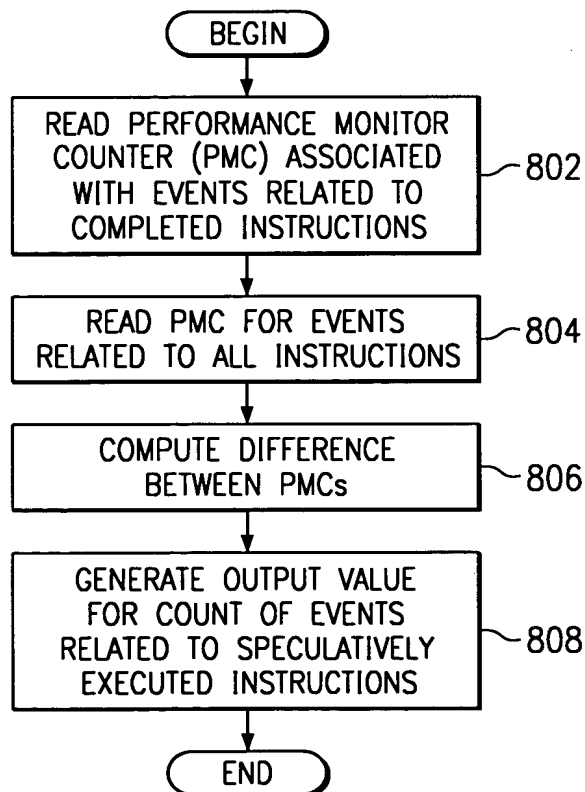 BEGIN
READ PERFORMANCE MONITOR
COUNTER (PMC) ASSOCIATED
WITH EVENTS RELATED TO
COMPLETED INSTRUCTIONS
802
READ PMC FOR EVENTS
RELATED TO ALL INSTRUCTIONS
804
COMPUTE DIFFERENCE
BETWEEN PMCs
806
GENERATE OUTPUT VALUE
FOR COUNT OF EVENTS
RELATED TO SPECULATIVELY
EXECUTED INSTRUCTIONS
808
END